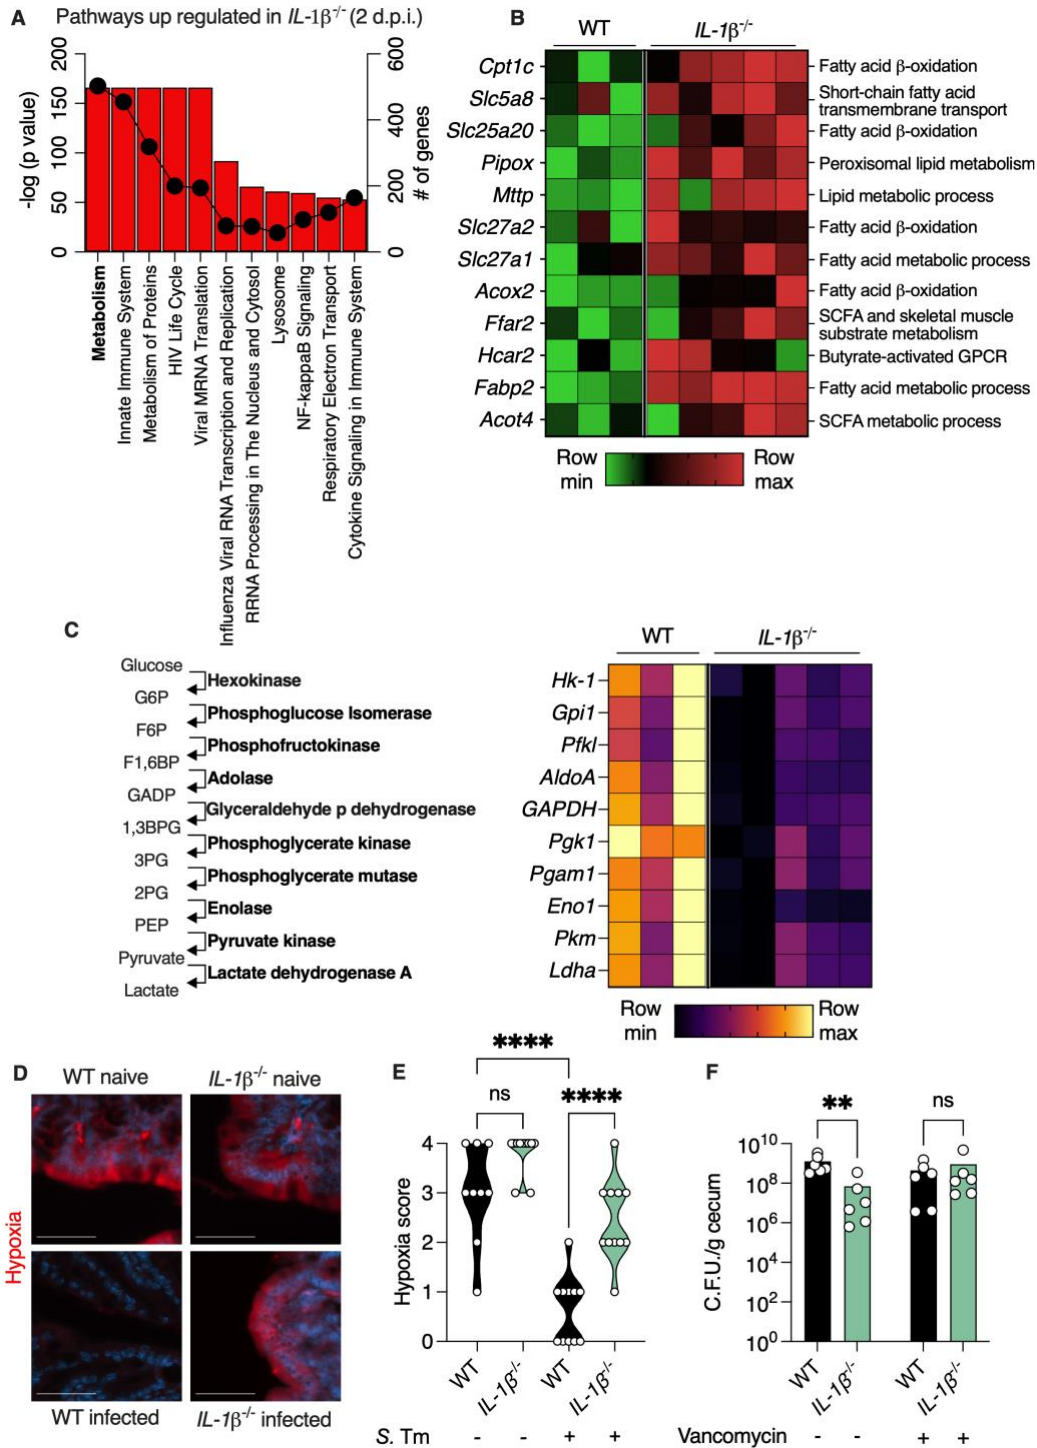 A
Pathways up regulated in IL-1β-/- (2 d.p.i.)
200
150
100
50
0
-log (p value)
600
400
200
0
# of genes
Metabolism
Innate Immune System
Metabolism of Proteins
HIV Life Cycle
Viral MRNA Translation
Influenza Viral RNA Transcription and Replication
RRNA Processing in The Nucleus and Cytosol
Lysosome
NF-kappaB Signaling
Respiratory Electron Transport
Cytokine Signaling in Immune System
B
WT
IL-1β-/-
Cpt1c
Fatty acid β-oxidation
Slc5a8
Short-chain fatty acid
transmembrane transport
Slc25a20
Fatty acid β-oxidation
Pipox
Peroxisomal lipid metabolism
Mttp
Lipid metabolic process
Slc27a2
Fatty acid β-oxidation
Slc27a1
Fatty acid metabolic process
Acox2
Fatty acid β-oxidation
Ffar2
SCFA and skeletal muscle
substrate metabolism
Hcar2
Butyrate-activated GPCR
Fabp2
Fatty acid metabolic process
Acot4
SCFA metabolic process
Row
min
Row
max
C
Glucose
Hexokinase
G6P
Phosphoglucose Isomerase
F6P
Phosphofructokinase
F1,6BP
Adolase
GADP
Glyceraldehyde p dehydrogenase
1,3BPG
Phosphoglycerate kinase
3PG
Phosphoglycerate mutase
2PG
Enolase
PEP
Pyruvate kinase
Pyruvate
Lactate dehydrogenase A
Lactate
WT
IL-1β-/-
Hk-1
Gpi1
Pfkl
AldoA
GAPDH
Pgk1
Pgam1
Eno1
Pkm
Ldha
Row
min
Row
max
D
WT naive
IL-1β-/- naive
Hypoxia
WT infected
IL-1β-/- infected
E
****
ns
****
4
3
2
1
0
Hypoxia score
WT
IL-1β-/-
WT
IL-1β-/-
S. Tm - - + +
F
**
ns
10^10
10^8
10^6
10^4
10^2
10^0
C.F.U./g cecum
WT
IL-1β-/-
WT
IL-1β-/-
Vancomycin - - + +